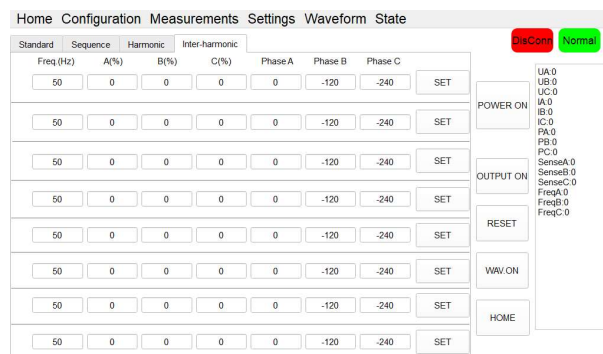 Home Configuration Measurements Settings Waveform State
DisConn Normal
Standard Sequence Harmonic Inter-harmonic
Freq.(Hz) A(%) B(%) C(%) Phase A Phase B Phase C
50 0 0 0 0 -120 -240 SET
50 0 0 0 0 -120 -240 SET
50 0 0 0 0 -120 -240 SET
50 0 0 0 0 -120 -240 SET
50 0 0 0 0 -120 -240 SET
50 0 0 0 0 -120 -240 SET
50 0 0 0 0 -120 -240 SET
50 0 0 0 0 -120 -240 SET
POWER ON
OUTPUT ON
RESET
WAV.ON
HOME
UA:0
UB:0
UC:0
IA:0
IB:0
IC:0
PA:0
PB:0
PC:0
SenseA:0
SenseB:0
SenseC:0
FreqA:0
FreqB:0
FreqC:0